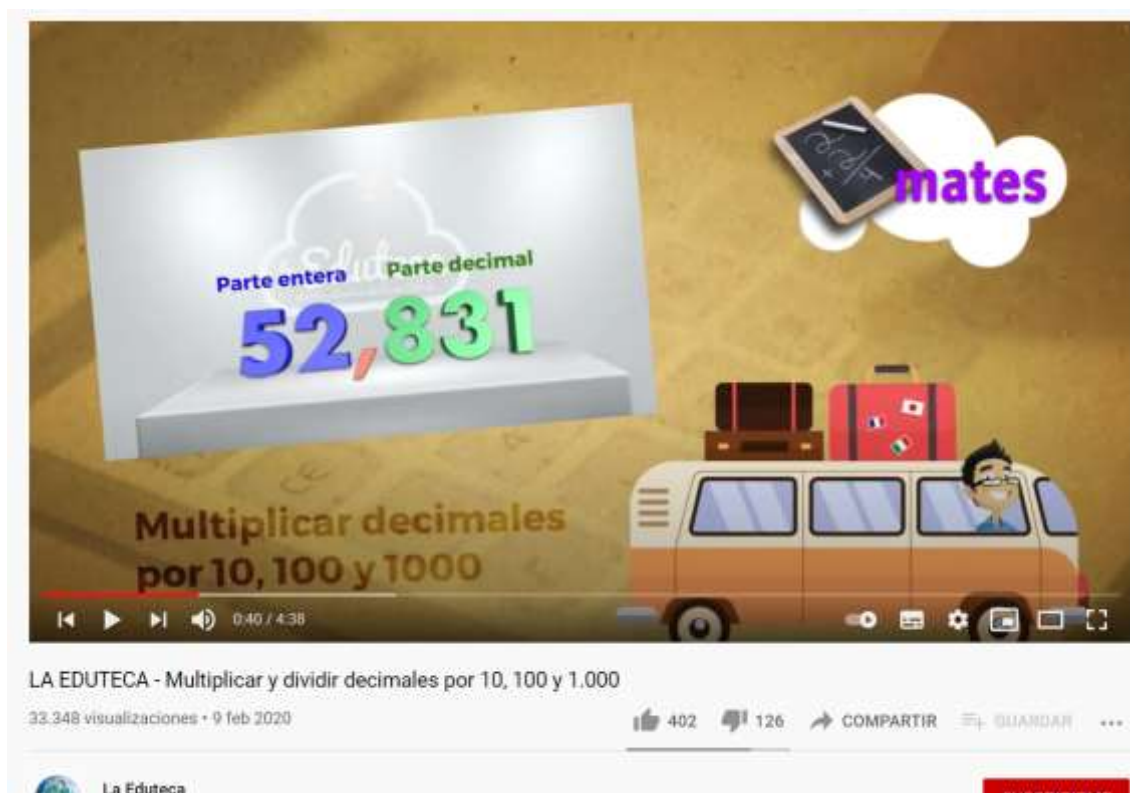 mates
Parte entera Parte decimal
52,831
Multiplicar decimales
por 10, 100 y 1000
0:40 / 4:38
LA EDUTECA - Multiplicar y dividir decimales por 10, 100 y 1.000
33.348 visualizaciones • 9 feb 2020
402 126 COMPARTIR GUARDAR
La Eduteca